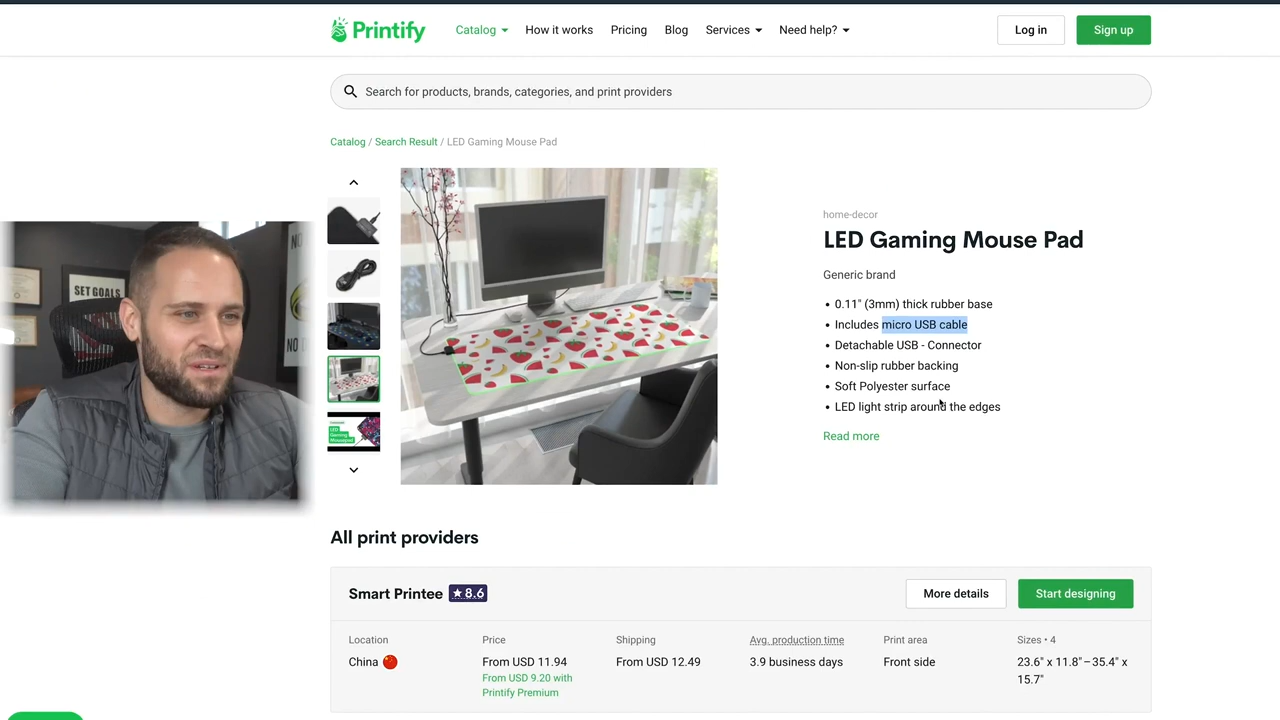 Printify
Catalog
How it works
Pricing
Blog
Services
Need help?
Log in
Sign up
Search for products, brands, categories, and print providers
Catalog / Search Result / LED Gaming Mouse Pad
home-decor
LED Gaming Mouse Pad
Generic brand
• 0.11" (3mm) thick rubber base
• Includes micro USB cable
• Detachable USB - Connector
• Non-slip rubber backing
• Soft Polyester surface
• LED light strip around the edges
Read more
SET GOALS
NO
NO
LED
Gaming
Mousepad
All print providers
Smart Printee ★ 8.6
More details
Start designing
Location
Price
Shipping
Avg. production time
Print area
Sizes • 4
China
From USD 11.94
From USD 12.49
3.9 business days
Front side
23.6" x 11.8" – 35.4" x
15.7"
From USD 9.20 with
Printify Premium